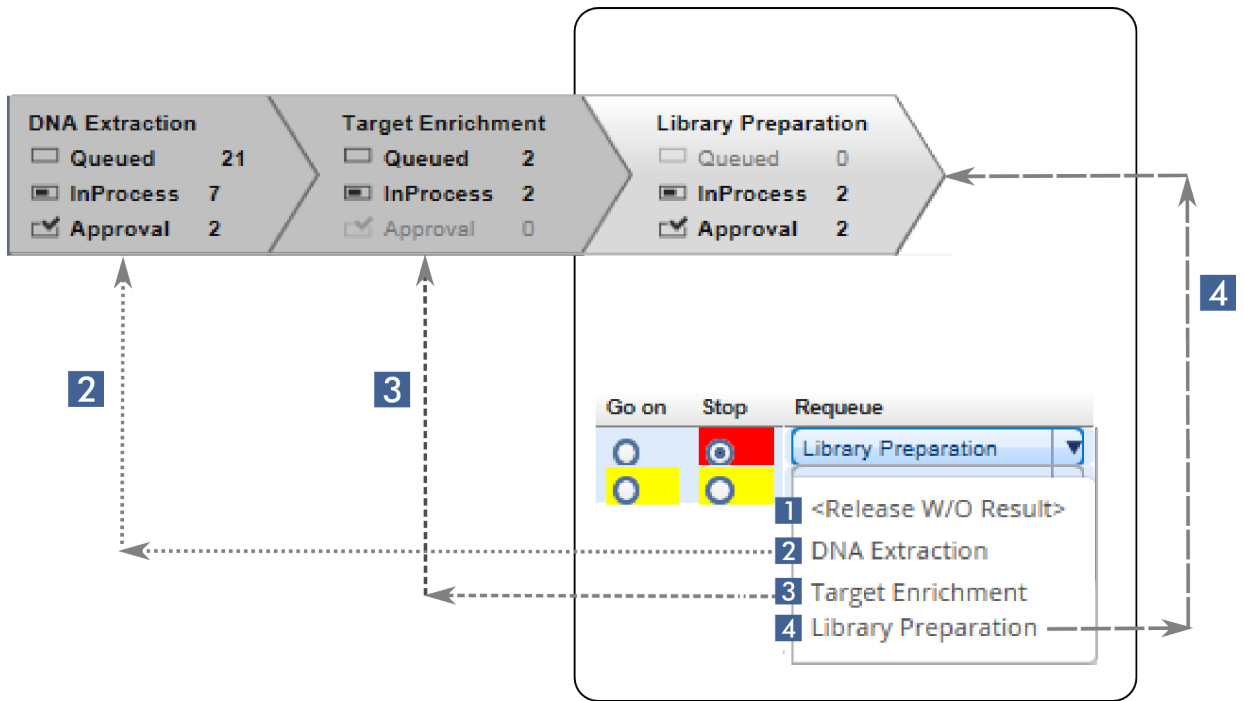 DNA Extraction
Queued 21
InProcess 7
Approval 2
Target Enrichment
Queued 2
InProcess 2
Approval 0
Library Preparation
Queued 0
InProcess 2
Approval 2
4
2
3
Go on Stop Requeue
Library Preparation
1 <Release W/O Result>
2 DNA Extraction
3 Target Enrichment
4 Library Preparation